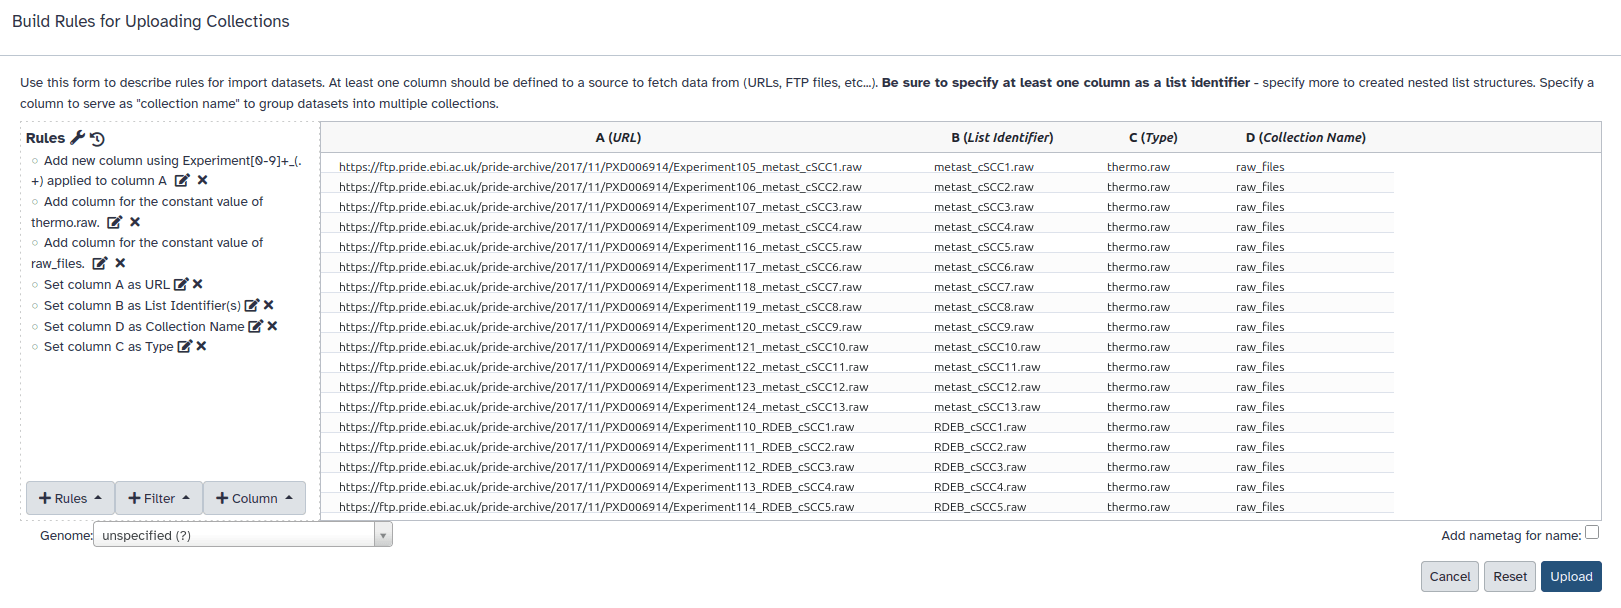 Build Rules for Uploading Collections
Use this form to describe rules for import datasets. At least one column should be defined to a source to fetch data from (URLs, FTP files, etc...). Be sure to specify at least one column as a list identifier - specify more to created nested list structures. Specify a
column to serve as "collection name" to group datasets into multiple collections.
Rules
Add new column using Experiment[0-9]+_(.
+) applied to column A
Add column for the constant value of
thermo.raw.
Add column for the constant value of
raw_files.
Set column A as URL
Set column B as List Identifier(s)
Set column D as Collection Name
Set column C as Type
Rules Filter Column
A (URL) B (List Identifier) C (Type) D (Collection Name)
https://ftp.pride.ebi.ac.uk/pride-archive/2017/11/PXD006914/Experiment105_metast_cSCC1.raw metast_cSCC1.raw thermo.raw raw_files
https://ftp.pride.ebi.ac.uk/pride-archive/2017/11/PXD006914/Experiment106_metast_cSCC2.raw metast_cSCC2.raw thermo.raw raw_files
https://ftp.pride.ebi.ac.uk/pride-archive/2017/11/PXD006914/Experiment107_metast_cSCC3.raw metast_cSCC3.raw thermo.raw raw_files
https://ftp.pride.ebi.ac.uk/pride-archive/2017/11/PXD006914/Experiment109_metast_cSCC4.raw metast_cSCC4.raw thermo.raw raw_files
https://ftp.pride.ebi.ac.uk/pride-archive/2017/11/PXD006914/Experiment116_metast_cSCC5.raw metast_cSCC5.raw thermo.raw raw_files
https://ftp.pride.ebi.ac.uk/pride-archive/2017/11/PXD006914/Experiment117_metast_cSCC6.raw metast_cSCC6.raw thermo.raw raw_files
https://ftp.pride.ebi.ac.uk/pride-archive/2017/11/PXD006914/Experiment118_metast_cSCC7.raw metast_cSCC7.raw thermo.raw raw_files
https://ftp.pride.ebi.ac.uk/pride-archive/2017/11/PXD006914/Experiment119_metast_cSCC8.raw metast_cSCC8.raw thermo.raw raw_files
https://ftp.pride.ebi.ac.uk/pride-archive/2017/11/PXD006914/Experiment120_metast_cSCC9.raw metast_cSCC9.raw thermo.raw raw_files
https://ftp.pride.ebi.ac.uk/pride-archive/2017/11/PXD006914/Experiment121_metast_cSCC10.raw metast_cSCC10.raw thermo.raw raw_files
https://ftp.pride.ebi.ac.uk/pride-archive/2017/11/PXD006914/Experiment122_metast_cSCC11.raw metast_cSCC11.raw thermo.raw raw_files
https://ftp.pride.ebi.ac.uk/pride-archive/2017/11/PXD006914/Experiment123_metast_cSCC12.raw metast_cSCC12.raw thermo.raw raw_files
https://ftp.pride.ebi.ac.uk/pride-archive/2017/11/PXD006914/Experiment124_metast_cSCC13.raw metast_cSCC13.raw thermo.raw raw_files
https://ftp.pride.ebi.ac.uk/pride-archive/2017/11/PXD006914/Experiment110_RDEB_cSCC1.raw RDEB_cSCC1.raw thermo.raw raw_files
https://ftp.pride.ebi.ac.uk/pride-archive/2017/11/PXD006914/Experiment111_RDEB_cSCC2.raw RDEB_cSCC2.raw thermo.raw raw_files
https://ftp.pride.ebi.ac.uk/pride-archive/2017/11/PXD006914/Experiment112_RDEB_cSCC3.raw RDEB_cSCC3.raw thermo.raw raw_files
https://ftp.pride.ebi.ac.uk/pride-archive/2017/11/PXD006914/Experiment113_RDEB_cSCC4.raw RDEB_cSCC4.raw thermo.raw raw_files
https://ftp.pride.ebi.ac.uk/pride-archive/2017/11/PXD006914/Experiment114_RDEB_cSCC5.raw RDEB_cSCC5.raw thermo.raw raw_files
Genome: unspecified (?)
Add nametag for name:
Cancel Reset Upload